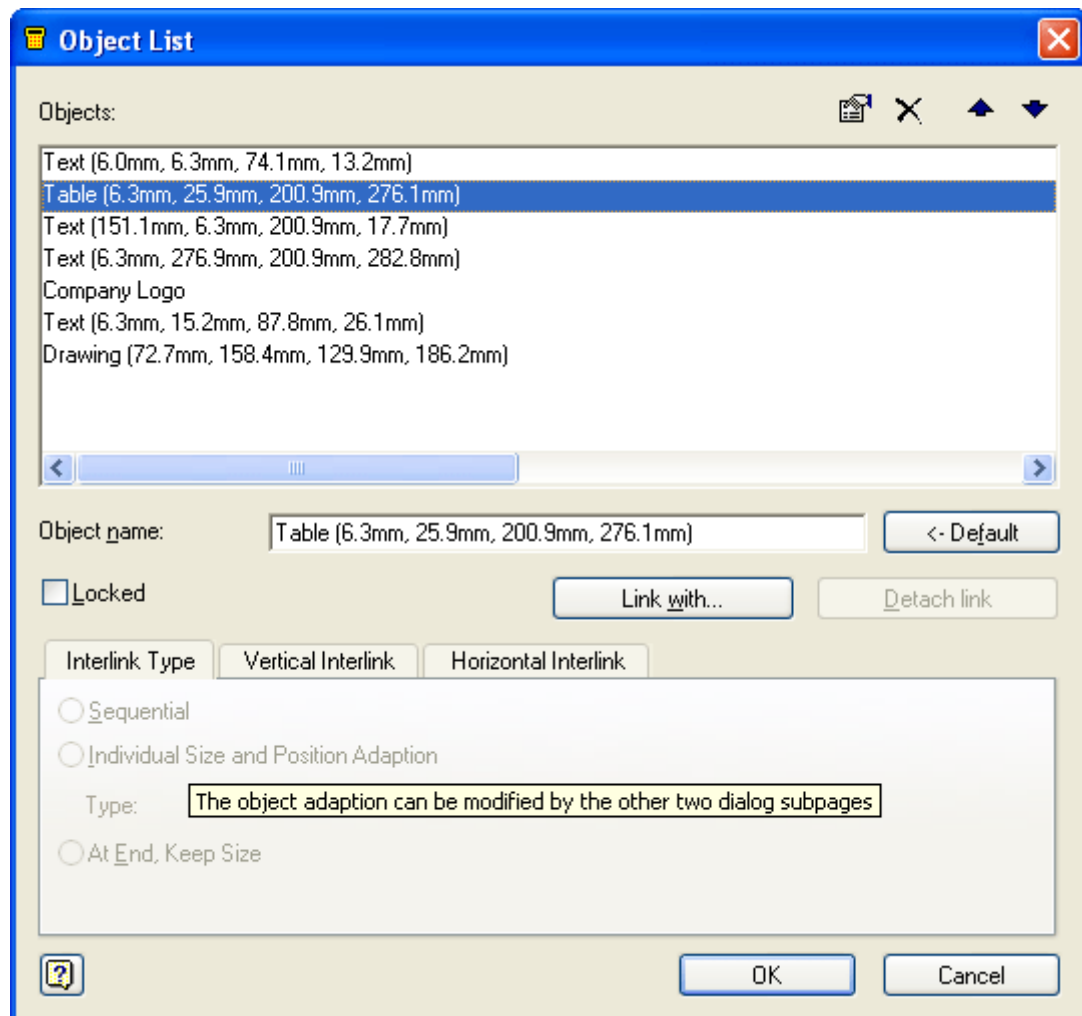 Object List
Objects:
Text (6.0mm, 6.3mm, 74.1mm, 13.2mm)
Table (6.3mm, 25.9mm, 200.9mm, 276.1mm)
Text (151.1mm, 6.3mm, 200.9mm, 17.7mm)
Text (6.3mm, 276.9mm, 200.9mm, 282.8mm)
Company Logo
Text (6.3mm, 15.2mm, 87.8mm, 26.1mm)
Drawing (72.7mm, 158.4mm, 129.9mm, 186.2mm)
Object name: Table (6.3mm, 25.9mm, 200.9mm, 276.1mm) <- Default
Locked Link with... Detach link
Interlink Type Vertical Interlink Horizontal Interlink
Sequential
Individual Size and Position Adaption
Type: The object adaption can be modified by the other two dialog subpages
At End, Keep Size
? OK Cancel